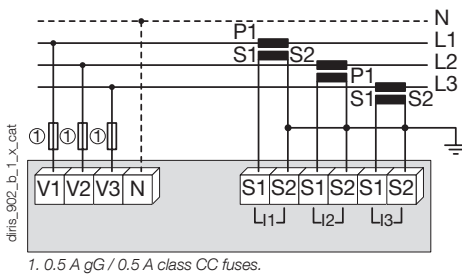 N
P1 L1
S1 S2 L2
P1 L3
S1 S2
① ① ①
V1 V2 V3 N S1 S2 S1 S2 S1 S2
I1 I2 I3
diris_902_b_1_x_cat
1. 0.5 A gG / 0.5 A class CC fuses.